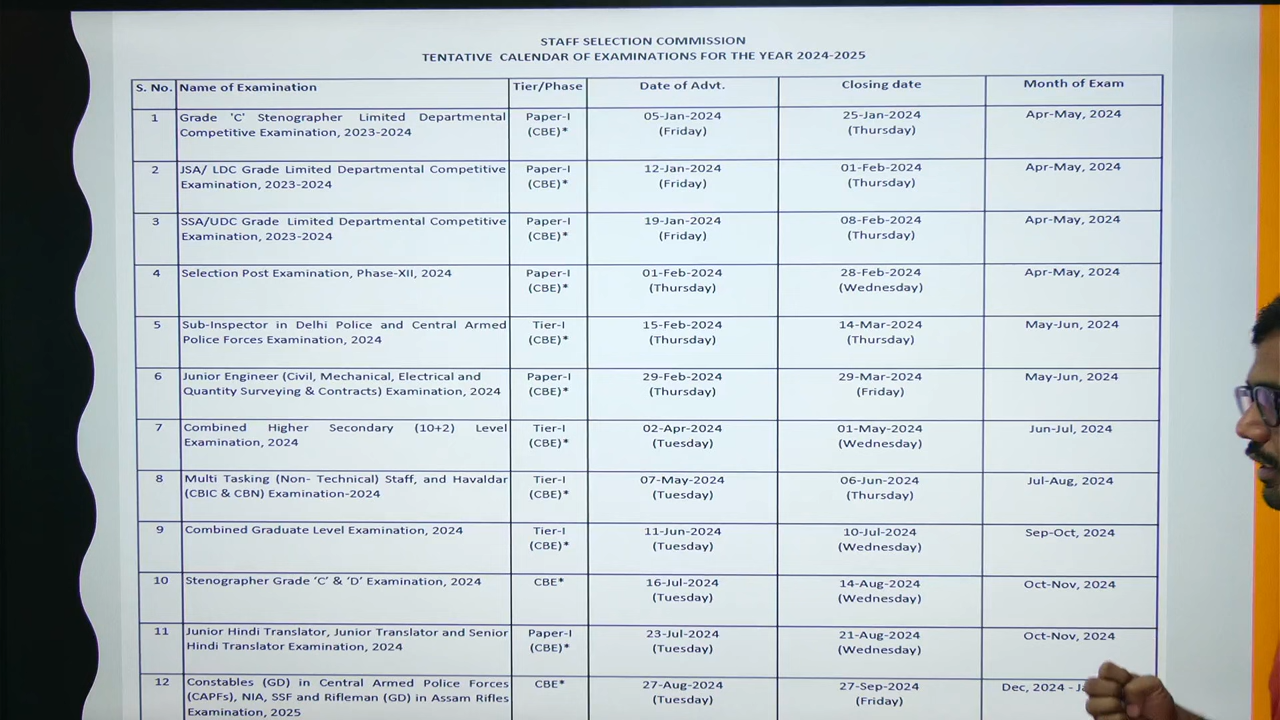 STAFF SELECTION COMMISSION
TENTATIVE CALENDAR OF EXAMINATIONS FOR THE YEAR 2024-2025
S. No. Name of Examination Tier/Phase Date of Advt. Closing date Month of Exam
1 Grade 'C' Stenographer Limited Departmental Paper-I 05-Jan-2024 25-Jan-2024 Apr-May, 2024
Competitive Examination, 2023-2024 (CBE)* (Friday) (Thursday)
2 JSA/ LDC Grade Limited Departmental Competitive Paper-I 12-Jan-2024 01-Feb-2024 Apr-May, 2024
Examination, 2023-2024 (CBE)* (Friday) (Thursday)
3 SSA/UDC Grade Limited Departmental Competitive Paper-I 19-Jan-2024 08-Feb-2024 Apr-May, 2024
Examination, 2023-2024 (CBE)* (Friday) (Thursday)
4 Selection Post Examination, Phase-XII, 2024 Paper-I 01-Feb-2024 28-Feb-2024 Apr-May, 2024
(CBE)* (Thursday) (Wednesday)
5 Sub-Inspector in Delhi Police and Central Armed Tier-I 15-Feb-2024 14-Mar-2024 May-Jun, 2024
Police Forces Examination, 2024 (CBE)* (Thursday) (Thursday)
6 Junior Engineer (Civil, Mechanical, Electrical and Paper-I 29-Feb-2024 29-Mar-2024 May-Jun, 2024
Quantity Surveying & Contracts) Examination, 2024 (CBE)* (Thursday) (Friday)
7 Combined Higher Secondary (10+2) Level Tier-I 02-Apr-2024 01-May-2024 Jun-Jul, 2024
Examination, 2024 (CBE)* (Tuesday) (Wednesday)
8 Multi Tasking (Non- Technical) Staff, and Havaldar Tier-I 07-May-2024 06-Jun-2024 Jul-Aug, 2024
(CBIC & CBN) Examination-2024 (CBE)* (Tuesday) (Thursday)
9 Combined Graduate Level Examination, 2024 Tier-I 11-Jun-2024 10-Jul-2024 Sep-Oct, 2024
(CBE)* (Tuesday) (Wednesday)
10 Stenographer Grade ‘C’ & ‘D’ Examination, 2024 CBE* 16-Jul-2024 14-Aug-2024 Oct-Nov, 2024
(Tuesday) (Wednesday)
11 Junior Hindi Translator, Junior Translator and Senior Paper-I 23-Jul-2024 21-Aug-2024 Oct-Nov, 2024
Hindi Translator Examination, 2024 (CBE)* (Tuesday) (Wednesday)
12 Constables (GD) in Central Armed Police Forces CBE* 27-Aug-2024 27-Sep-2024 Dec, 2024 -
(CAPFs), NIA, SSF and Rifleman (GD) in Assam Rifles (Tuesday) (Friday)
Examination, 2025